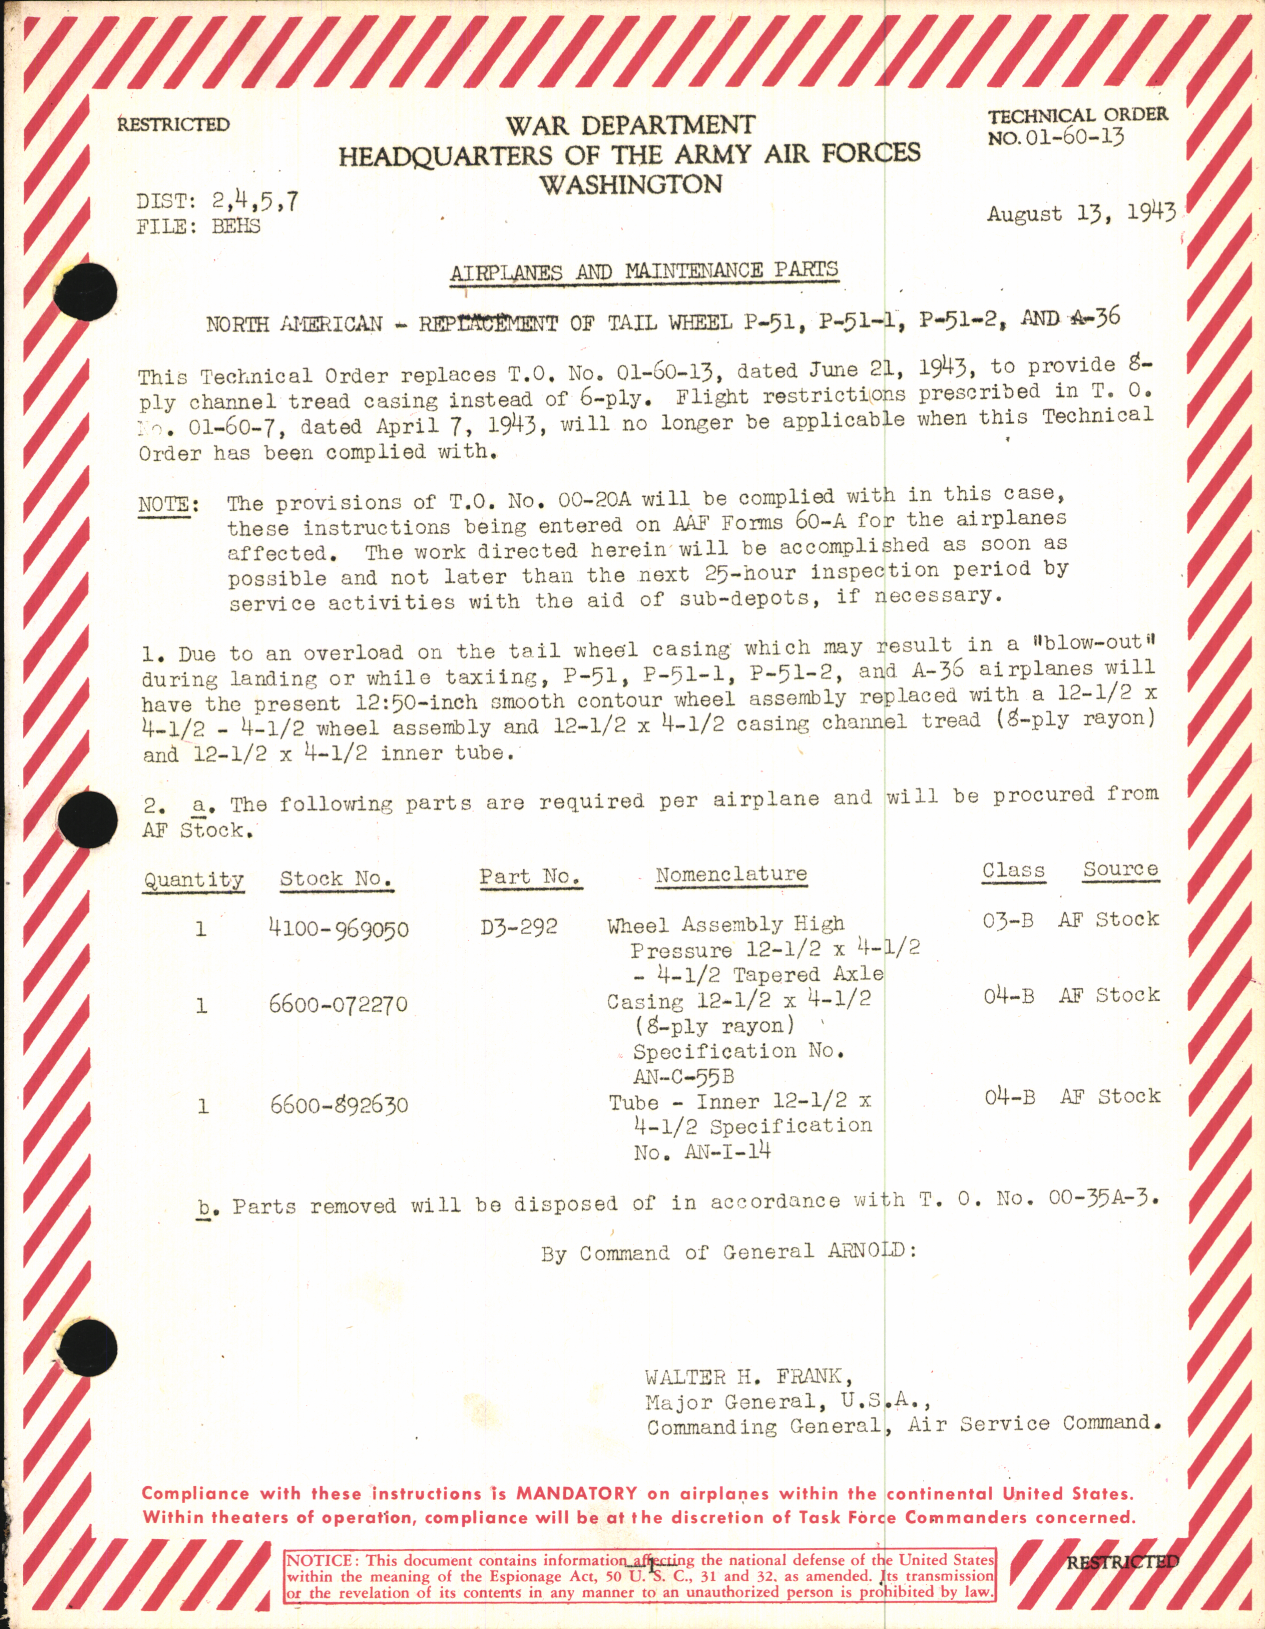 RESTRICTED
WAR DEPARTMENT
HEADQUARTERS OF THE ARMY AIR FORCES
WASHINGTON
TECHNICAL ORDER
NO. 01-60-13
DIST: 2,4,5,7
FILE: BEHS
August 13, 1943
AIRPLANES AND MAINTENANCE PARTS
NORTH AMERICAN - REPLACEMENT OF TAIL WHEEL P-51, P-51-1, P-51-2, AND A-36
This Technical Order replaces T.O. No. 01-60-13, dated June 21, 1943, to provide 8-
ply channel tread casing instead of 6-ply. Flight restrictions prescribed in T. O.
No. 01-60-7, dated April 7, 1943, will no longer be applicable when this Technical
Order has been complied with.
NOTE: The provisions of T.O. No. 00-20A will be complied with in this case,
these instructions being entered on AAF Forms 60-A for the airplanes
affected. The work directed herein will be accomplished as soon as
possible and not later than the next 25-hour inspection period by
service activities with the aid of sub-depots, if necessary.
1. Due to an overload on the tail wheel casing which may result in a "blow-out"
during landing or while taxiing, P-51, P-51-1, P-51-2, and A-36 airplanes will
have the present 12:50-inch smooth contour wheel assembly replaced with a 12-1/2 x
4-1/2 - 4-1/2 wheel assembly and 12-1/2 x 4-1/2 casing channel tread (8-ply rayon)
and 12-1/2 x 4-1/2 inner tube.
2. a. The following parts are required per airplane and will be procured from
AF Stock.
Quantity Stock No. Part No. Nomenclature Class Source
1 4100-969050 D3-292 Wheel Assembly High 03-B AF Stock
Pressure 12-1/2 x 4-1/2
- 4-1/2 Tapered Axle
1 6600-072270 Casing 12-1/2 x 4-1/2 04-B AF Stock
(8-ply rayon)
Specification No.
AN-C-55B
1 6600-892630 Tube - Inner 12-1/2 x 04-B AF Stock
4-1/2 Specification
No. AN-I-14
b. Parts removed will be disposed of in accordance with T. O. No. 00-35A-3.
By Command of General ARNOLD:
WALTER H. FRANK,
Major General, U.S.A.,
Commanding General, Air Service Command.
Compliance with these instructions is MANDATORY on airplanes within the continental United States.
Within theaters of operation, compliance will be at the discretion of Task Force Commanders concerned.
NOTICE: This document contains information affecting the national defense of the United States
within the meaning of the Espionage Act, 50 U. S. C., 31 and 32, as amended. Its transmission
or the revelation of its contents in any manner to an unauthorized person is prohibited by law.
-1-
RESTRICTED